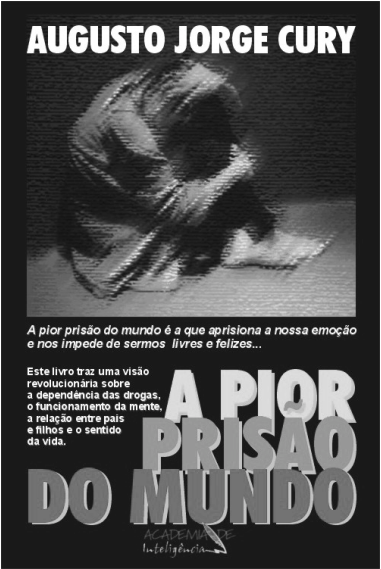 AUGUSTO JORGE CURY
A pior prisão do mundo é a que aprisiona a nossa emoção
e nos impede de sermos livres e felizes...
Este livro traz uma visão
revolucionária sobre
a dependência das drogas,
o funcionamento da mente,
a relação entre pais
e filhos e o sentido
da vida.
A PIOR
PRISÃO
DO MUNDO
ACADEMIA DE
Inteligência